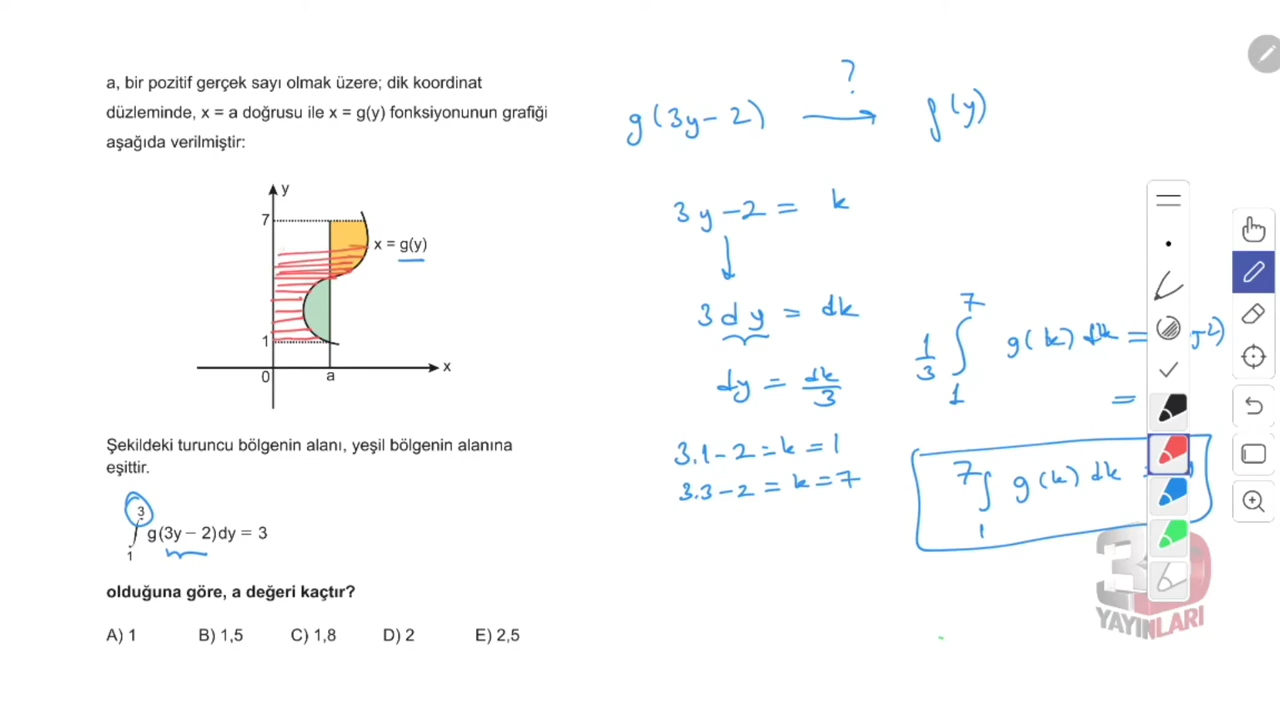 a, bir pozitif gerçek sayı olmak üzere; dik koordinat
düzleminde, x = a doğrusu ile x = g(y) fonksiyonunun grafiği
aşağıda verilmiştir:
y
7
x = g(y)
1
0
a
x
Şekildeki turuncu bölgenin alanı, yeşil bölgenin alanına
eşittir.
3
∫ g(3y – 2)dy = 3
1
olduğuna göre, a değeri kaçtır?
A) 1 B) 1,5 C) 1,8 D) 2 E) 2,5
?
g(3y-2) → f(y)
3y-2 = k
↓
3dy = dk
dy = dk/3
3.1-2=k=1
3.3-2=k=7
7
1/3 ∫ g(k) dk =
1
=
7
∫ g(k) dk
1
3D
YAYINLARI